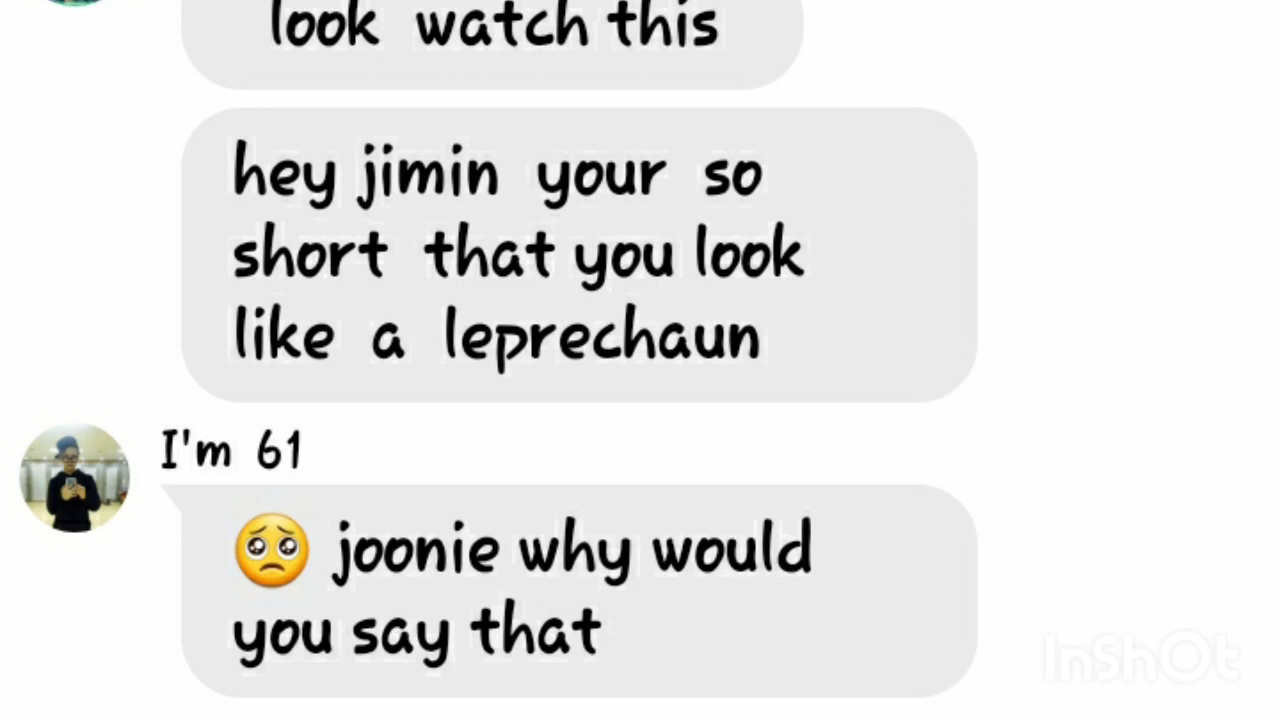 look watch this
hey jimin your so
short that you look
like a leprechaun
I'm 61
🥺 joonie why would
you say that
InShOt